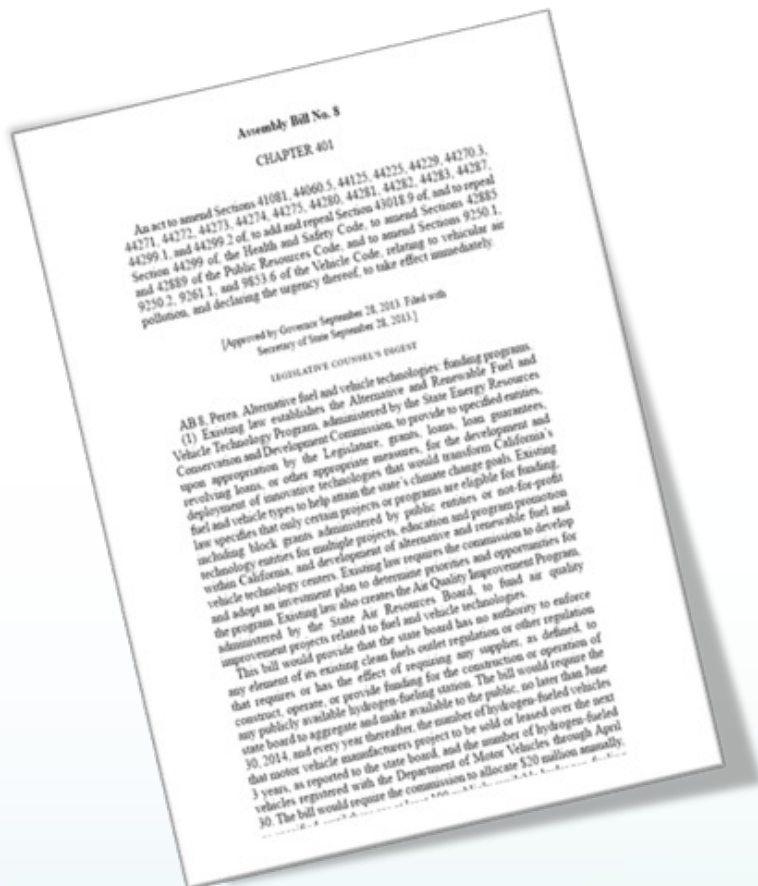 Assembly Bill No. 8
CHAPTER 401
An act to amend Sections 41081, 44060.5, 44125, 44225, 44229, 44270.3,
44271, 44272, 44273, 44274, 44275, 44280, 44281, 44282, 44283, 44287,
44299.1, and 44299.2 of, to add and repeal Section 43018.9 of, and to repeal
Section 44299 of, the Health and Safety Code, to amend Sections 42885
and 42889 of the Public Resources Code, and to amend Sections 9250.1,
9250.2, 9261.1, and 9853.6 of the Vehicle Code, relating to vehicular air
pollution, and declaring the urgency thereof, to take effect immediately.
[Approved by Governor September 28, 2013. Filed with
Secretary of State September 28, 2013.]
LEGISLATIVE COUNSEL'S DIGEST
AB 8, Perea. Alternative fuel and vehicle technologies: funding programs.
(1) Existing law establishes the Alternative and Renewable Fuel and
Vehicle Technology Program, administered by the State Energy Resources
Conservation and Development Commission, to provide to specified entities,
upon appropriation by the Legislature, grants, loans, loan guarantees,
revolving loans, or other appropriate measures, for the development and
deployment of innovative technologies that would transform California's
fuel and vehicle types to help attain the state's climate change goals. Existing
law specifies that only certain projects or programs are eligible for funding,
including block grants administered by public entities or not-for-profit
technology entities for multiple projects, education and program promotion
within California, and development of alternative and renewable fuel and
vehicle technology centers. Existing law requires the commission to develop
and adopt an investment plan to determine priorities and opportunities for
the program. Existing law also creates the Air Quality Improvement Program,
administered by the State Air Resources Board, to fund air quality
improvement projects related to fuel and vehicle technologies.
This bill would provide that the state board has no authority to enforce
any element of its existing clean fuels outlet regulation or other regulation
that requires or has the effect of requiring any supplier, as defined, to
construct, operate, or provide funding for the construction or operation of
any publicly available hydrogen-fueling station. The bill would require the
state board to aggregate and make available to the public, no later than June
30, 2014, and every year thereafter, the number of hydrogen-fueled vehicles
that motor vehicle manufacturers project to be sold or leased over the next
3 years, as reported to the state board, and the number of hydrogen-fueled
vehicles registered with the Department of Motor Vehicles through April
30. The bill would require the commission to allocate $20 million annually,